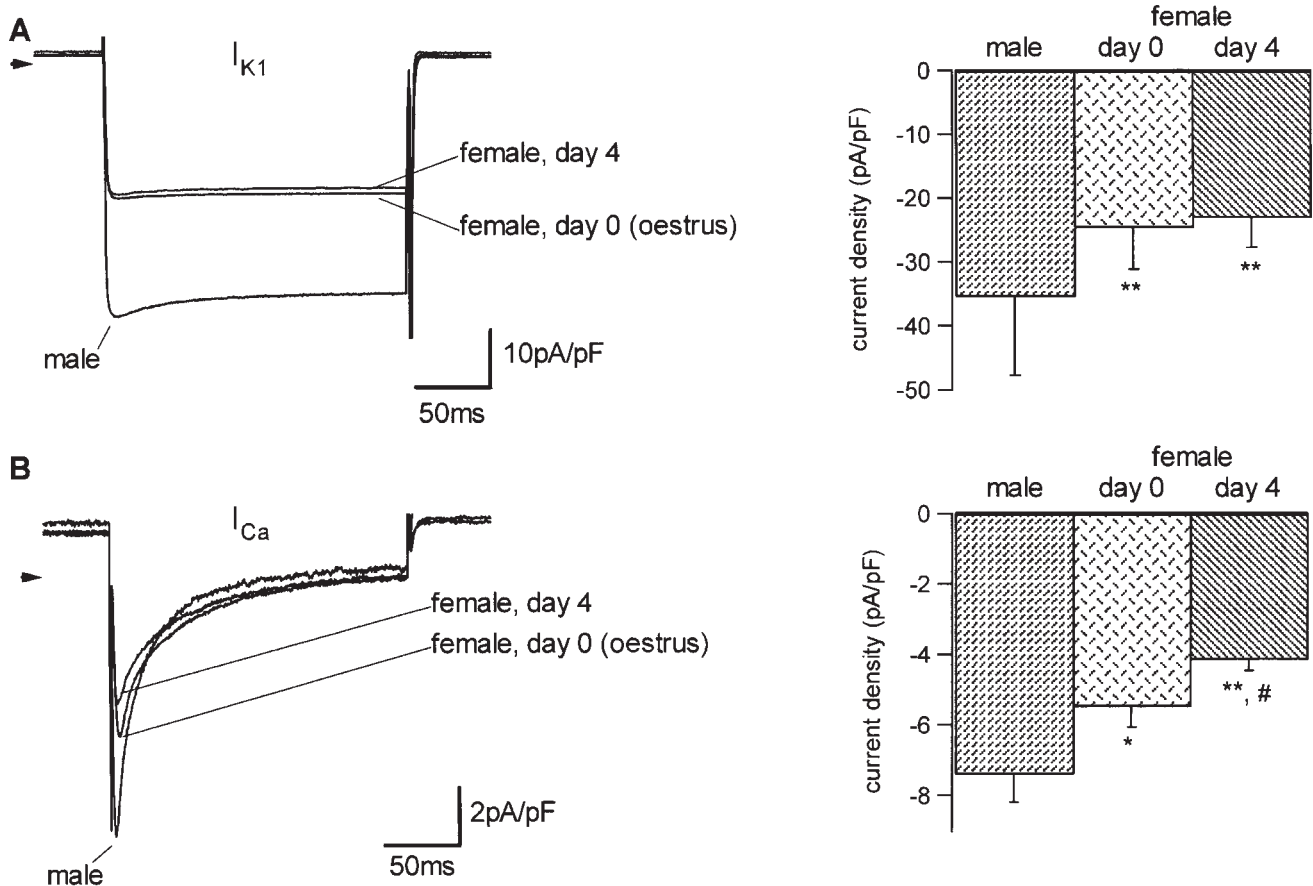 A
I_K1
female, day 4
female, day 0 (oestrus)
male
10pA/pF
50ms
female
male day 0 day 4
0
-10
-20
-30
-40
-50
current density (pA/pF)
**
**
B
I_Ca
female, day 4
female, day 0 (oestrus)
male
2pA/pF
50ms
female
male day 0 day 4
0
-2
-4
-6
-8
current density (pA/pF)
*
**, #